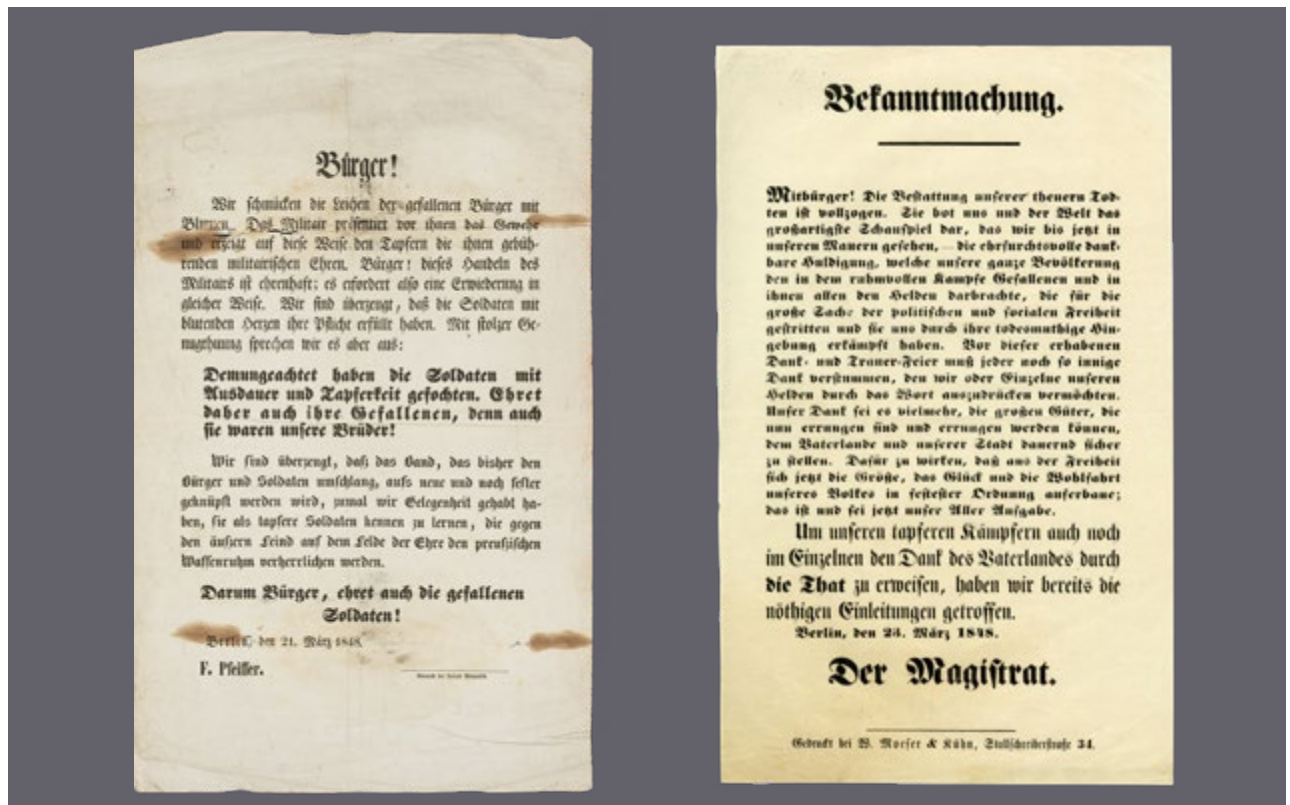 Bürger!
Wir schmücken die Leichen der gefallenen Bürger mit
Blumen. Das Militair präsentirt vor ihnen das Gewehr
und erzeigt auf diese Weise den Tapfern die ihnen gebüh-
renden militairischen Ehren. Bürger! dieses Handeln des
Militairs ist ehrenhaft; es erfordert also eine Erwiederung in
gleicher Weise. Wir sind überzeugt, daß die Soldaten mit
blutenden Herzen ihre Pflicht erfüllt haben. Mit stolzer Ge-
nugthuung sprechen wir es aber aus:
Demungeachtet haben die Soldaten mit
Ausdauer und Tapferkeit gefochten. Ehret
daher auch ihre Gefallenen, denn auch
sie waren unsere Brüder!
Wir sind überzeugt, daß das Band, das bisher den
Bürger und Soldaten umschlang, aufs neue und noch fester
geknüpft werden wird, zumal wir Gelegenheit gehabt ha-
ben, sie als tapfere Soldaten kennen zu lernen, die gegen
den äußern Feind auf dem Felde der Ehre den preußischen
Waffenruhm verherrlichen werden.
Darum Bürger, ehret auch die gefallenen
Soldaten!
Berlin, den 21. März 1848.
F. Pfeiffer.
Bekanntmachung.
Mitbürger! Die Bestattung unserer theuern Tod-
ten ist vollzogen. Sie bot uns und der Welt das
großartigste Schauspiel dar, das wir bis jetzt in
unseren Mauern gesehen, — die ehrfurchtsvolle dank-
bare Huldigung, welche unsere ganze Bevölkerung
den in dem ruhmvollen Kampfe Gefallenen und in
ihnen allen den Helden darbrachte, die für die
große Sache der politischen und socialen Freiheit
gestritten und sie uns durch ihre todesmuthige Hin-
gebung erkämpft haben. Vor dieser erhabenen
Dank- und Trauer-Feier muß jeder noch so innige
Dank verstummen, den wir oder Einzelne unseren
Helden durch das Wort auszudrücken vermöchten.
Unser Dank sei es vielmehr, die großen Güter, die
nun errungen sind und errungen werden können,
dem Vaterlande und unserer Stadt dauernd sicher
zu stellen. Dafür zu wirken, daß aus der Freiheit
sich jetzt die Größe, das Glück und die Wohlfahrt
unseres Volkes in festester Ordnung auferbaue;
das ist und sei jetzt unser Aller Aufgabe.
Um unseren tapferen Kämpfern auch noch
im Einzelnen den Dank des Vaterlandes durch
die That zu erweisen, haben wir bereits die
nöthigen Einleitungen getroffen.
Berlin, den 23. März 1848.
Der Magistrat.
Gedruckt bei W. Moeser & Kühn, Stallschreiberstraße 34.